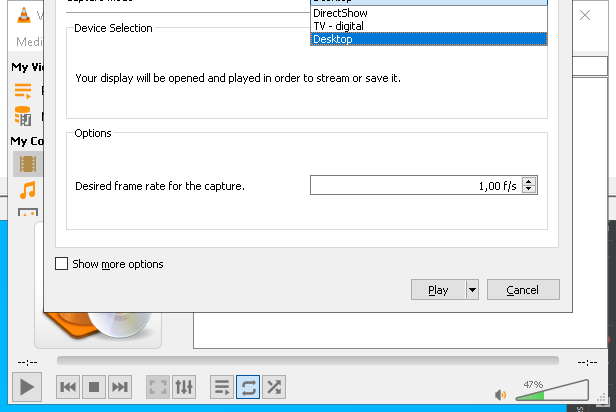 Desktop
DirectShow
TV - digital
Desktop
Medi
Device Selection
My Vi
Your display will be opened and played in order to stream or save it.
My Co
Options
Desired frame rate for the capture.
1,00 f/s
Show more options
Play
Cancel
--:--
--:--
47%